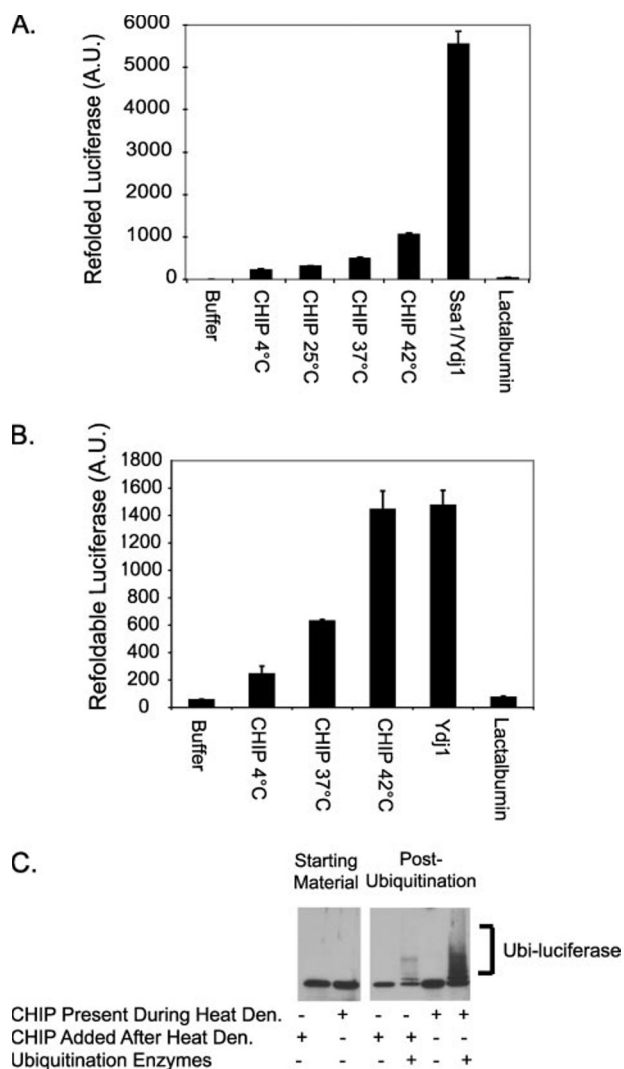 A.
Refolded Luciferase (A.U.)
6000
5000
4000
3000
2000
1000
0
Buffer
CHIP 4°C
CHIP 25°C
CHIP 37°C
CHIP 42°C
Ssa1/Ydj1
Lactalbumin
B.
Refoldable Luciferase (A.U.)
1800
1600
1400
1200
1000
800
600
400
200
0
Buffer
CHIP 4°C
CHIP 37°C
CHIP 42°C
Ydj1
Lactalbumin
C.
Starting
Material
Post-
Ubiquitination
Ubi-luciferase
CHIP Present During Heat Den. - + - - + +
CHIP Added After Heat Den. + - + + - -
Ubiquitination Enzymes - + - +